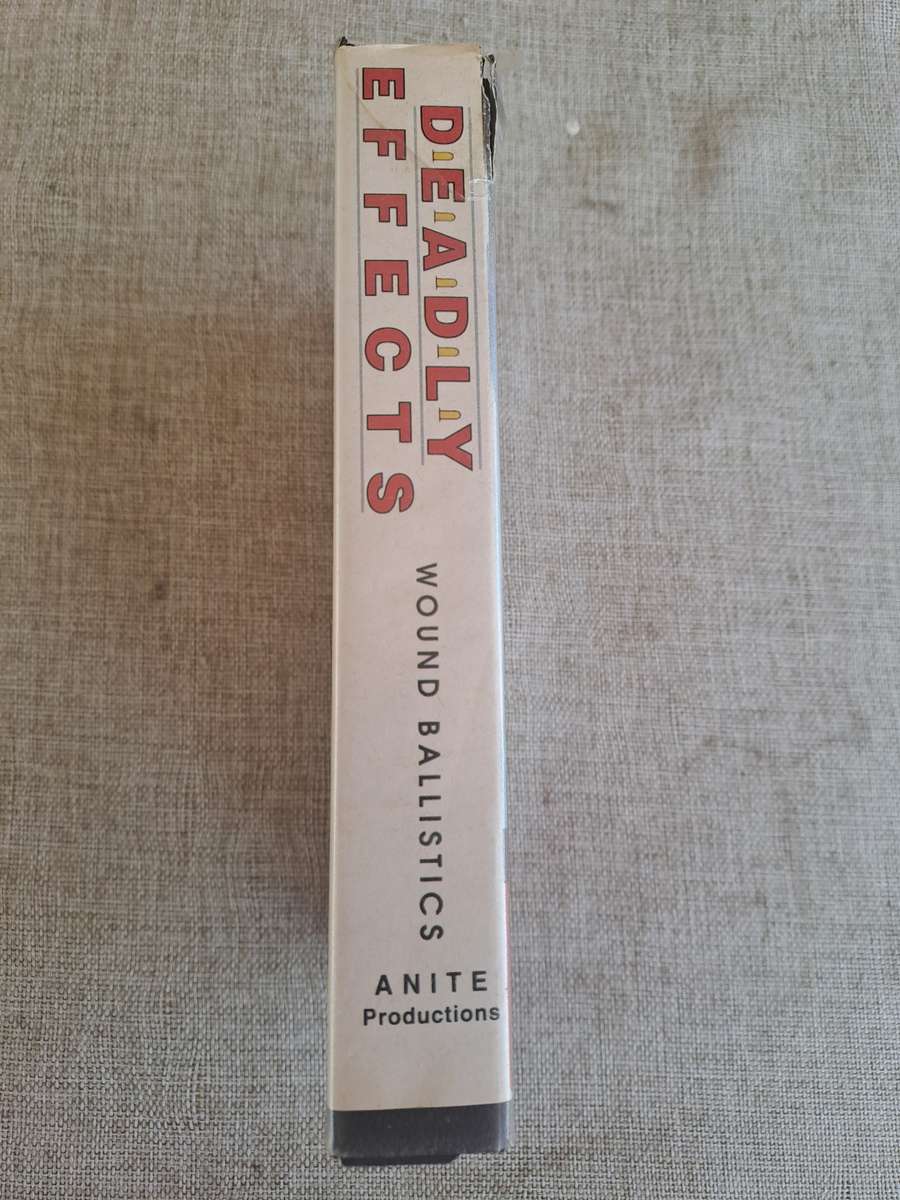 DEADLY
EFFECTS
WOUND BALLISTICS
ANITE
Productions